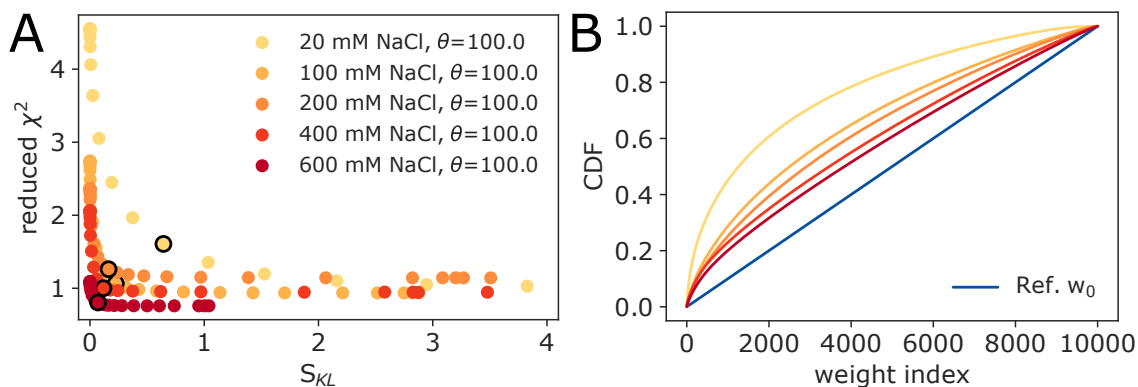 A
reduced χ²
4
3
2
1
0
1
2
3
4
S_KL
20 mM NaCl, θ=100.0
100 mM NaCl, θ=100.0
200 mM NaCl, θ=100.0
400 mM NaCl, θ=100.0
600 mM NaCl, θ=100.0
B
CDF
1.0
0.8
0.6
0.4
0.2
0.0
0
2000
4000
6000
8000
10000
weight index
Ref. w₀